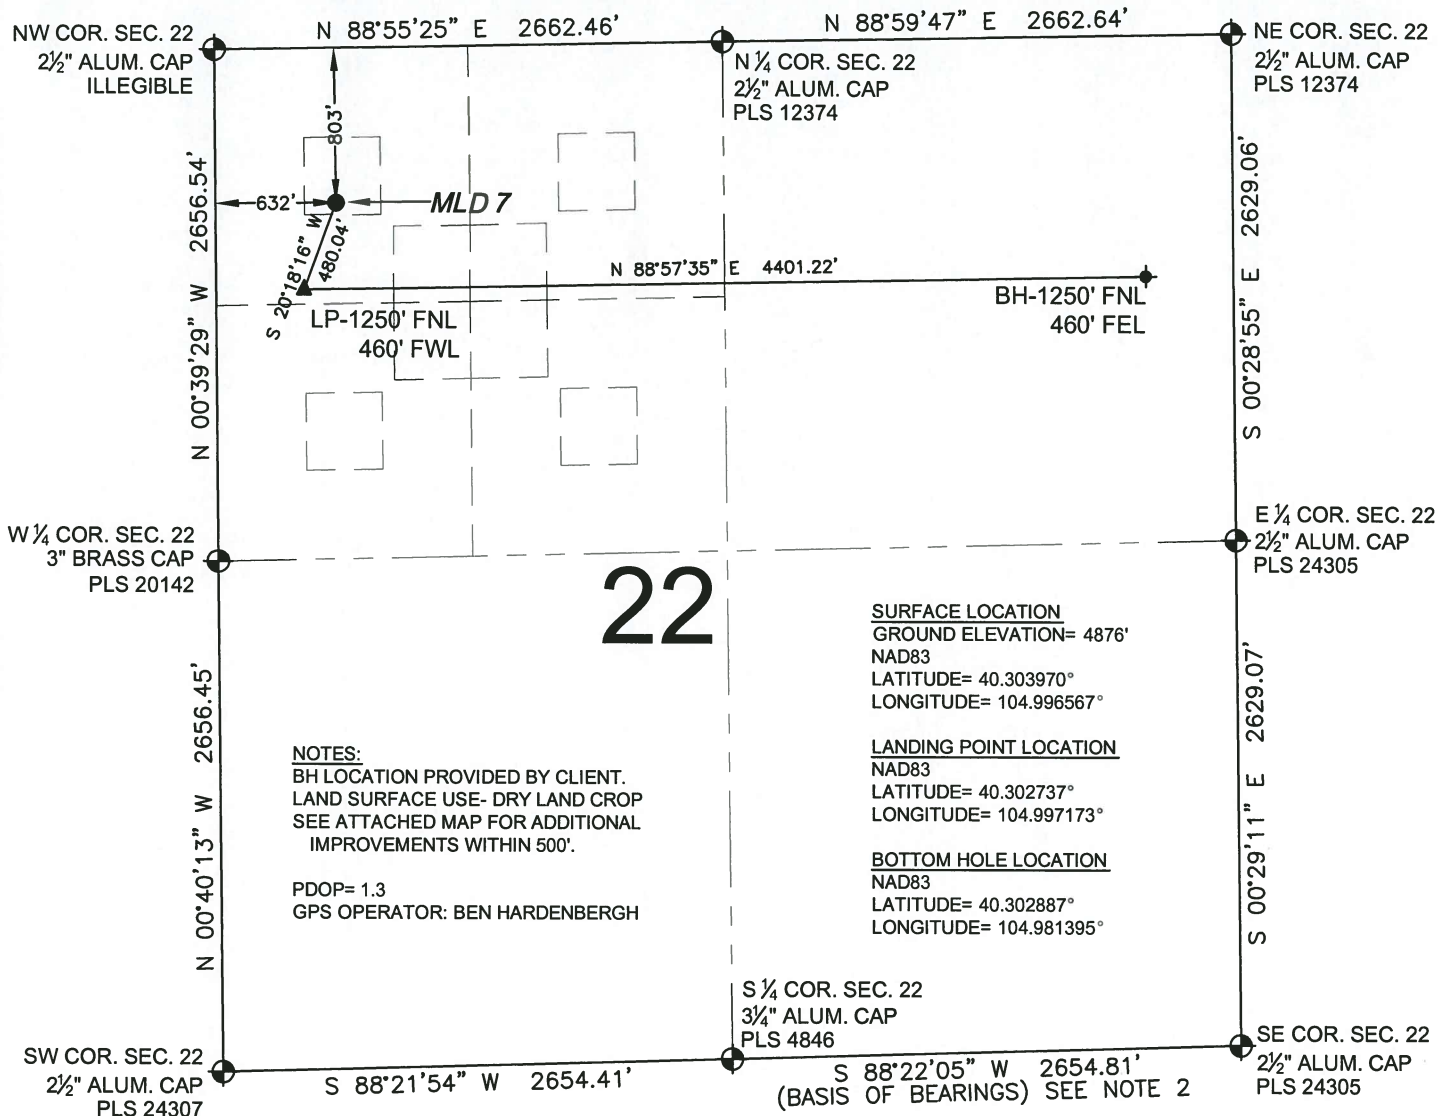 N 88°55'25" E 2662.46'
N 88°59'47" E 2662.64'
NW COR. SEC. 22
2½" ALUM. CAP
ILLEGIBLE
N ¼ COR. SEC. 22
2½" ALUM. CAP
PLS 12374
NE COR. SEC. 22
2½" ALUM. CAP
PLS 12374
803'
632'
MLD 7
S 20°18'16" W
480.04'
N 88°57'35" E 4401.22'
LP-1250' FNL
460' FWL
BH-1250' FNL
460' FEL
N 00°39'29" W 2656.54'
S 00°28'55" E 2629.06'
W ¼ COR. SEC. 22
3" BRASS CAP
PLS 20142
E ¼ COR. SEC. 22
2½" ALUM. CAP
PLS 24305
22
SURFACE LOCATION
GROUND ELEVATION= 4876'
NAD83
LATITUDE= 40.303970°
LONGITUDE= 104.996567°
LANDING POINT LOCATION
NAD83
LATITUDE= 40.302737°
LONGITUDE= 104.997173°
BOTTOM HOLE LOCATION
NAD83
LATITUDE= 40.302887°
LONGITUDE= 104.981395°
NOTES:
BH LOCATION PROVIDED BY CLIENT.
LAND SURFACE USE- DRY LAND CROP
SEE ATTACHED MAP FOR ADDITIONAL
IMPROVEMENTS WITHIN 500'.
PDOP= 1.3
GPS OPERATOR: BEN HARDENBERGH
N 00°40'13" W 2656.45'
S 00°29'11" E 2629.07'
S ¼ COR. SEC. 22
3¼" ALUM. CAP
PLS 4846
SW COR. SEC. 22
2½" ALUM. CAP
PLS 24307
S 88°21'54" W 2654.41'
S 88°22'05" W 2654.81'
(BASIS OF BEARINGS) SEE NOTE 2
SE COR. SEC. 22
2½" ALUM. CAP
PLS 24305